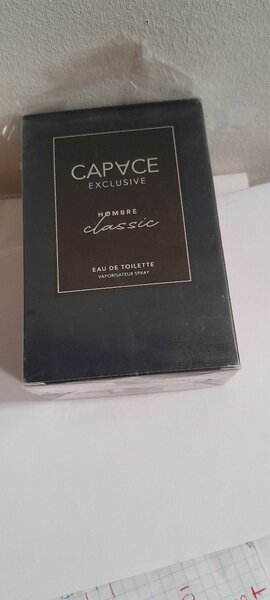 CAPACE
EXCLUSIVE
HOMBRE
classic
EAU DE TOILETTE
VAPORISATEUR SPRAY